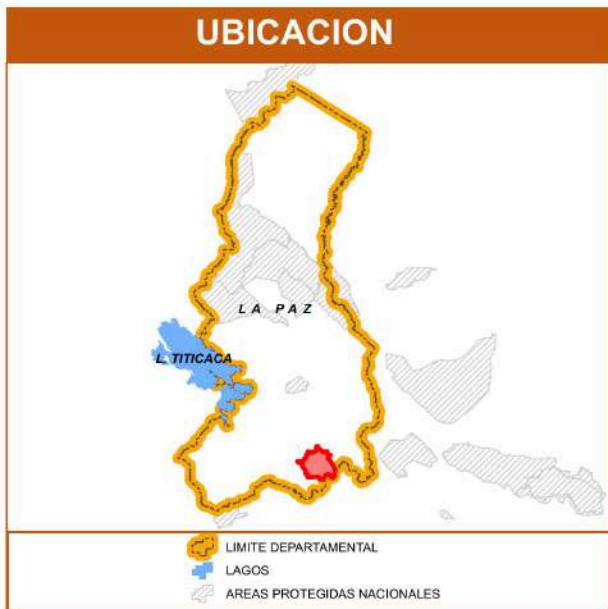 UBICACION
LA PAZ
L. TITICACA
LIMITE DEPARTAMENTAL
LAGOS
AREAS PROTEGIDAS NACIONALES